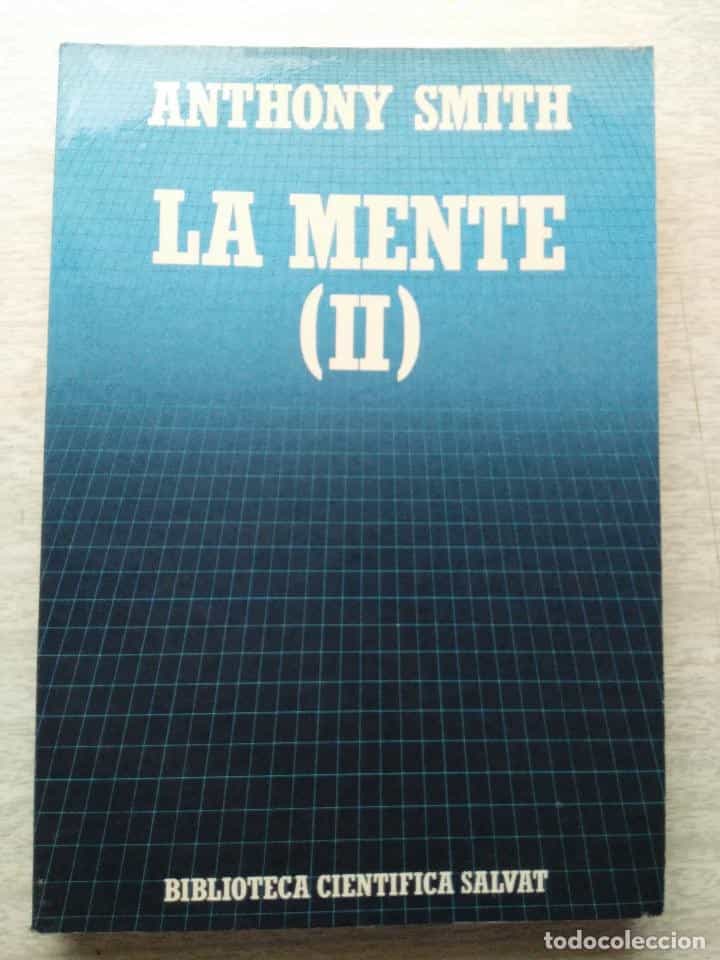 ANTHONY SMITH
LA MENTE
(II)
BIBLIOTECA CIENTIFICA SALVAT
todocoleccion